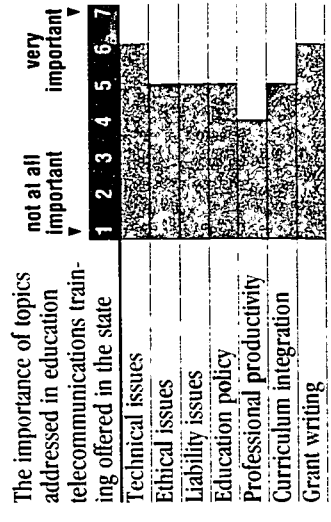 The importance of topics
addressed in education
telecommunications train-
ing offered in the state
not at all
important
very
important
1 2 3 4 5 6 7
Technical issues
Ethical issues
Liability issues
Education policy
Professional productivity
Curriculum integration
Grant writing